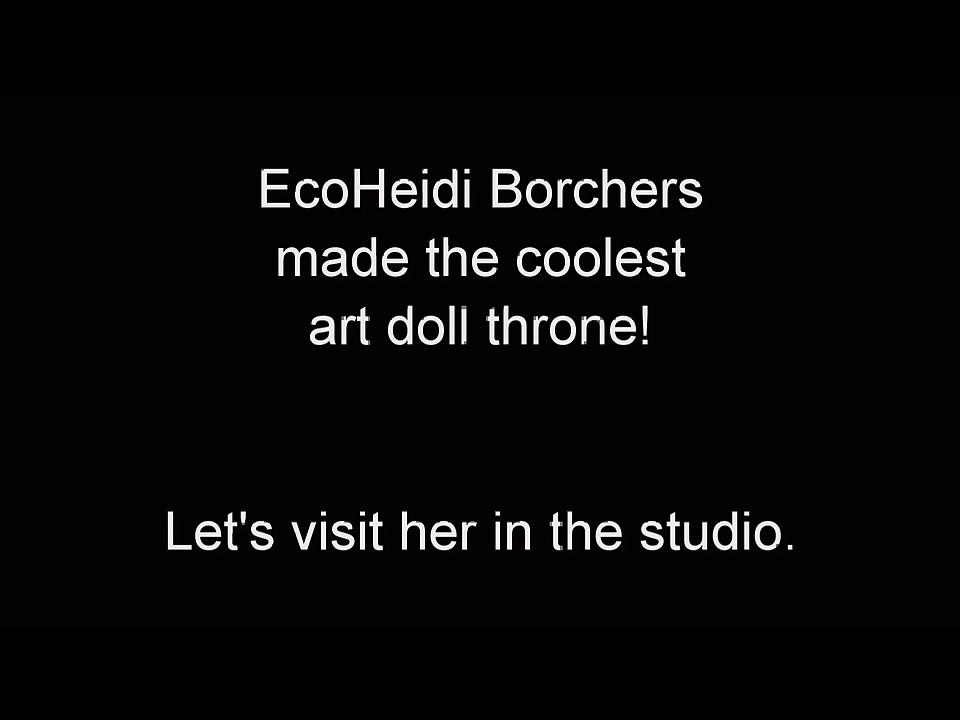 EcoHeidi Borchers
made the coolest
art doll throne!
Let's visit her in the studio.